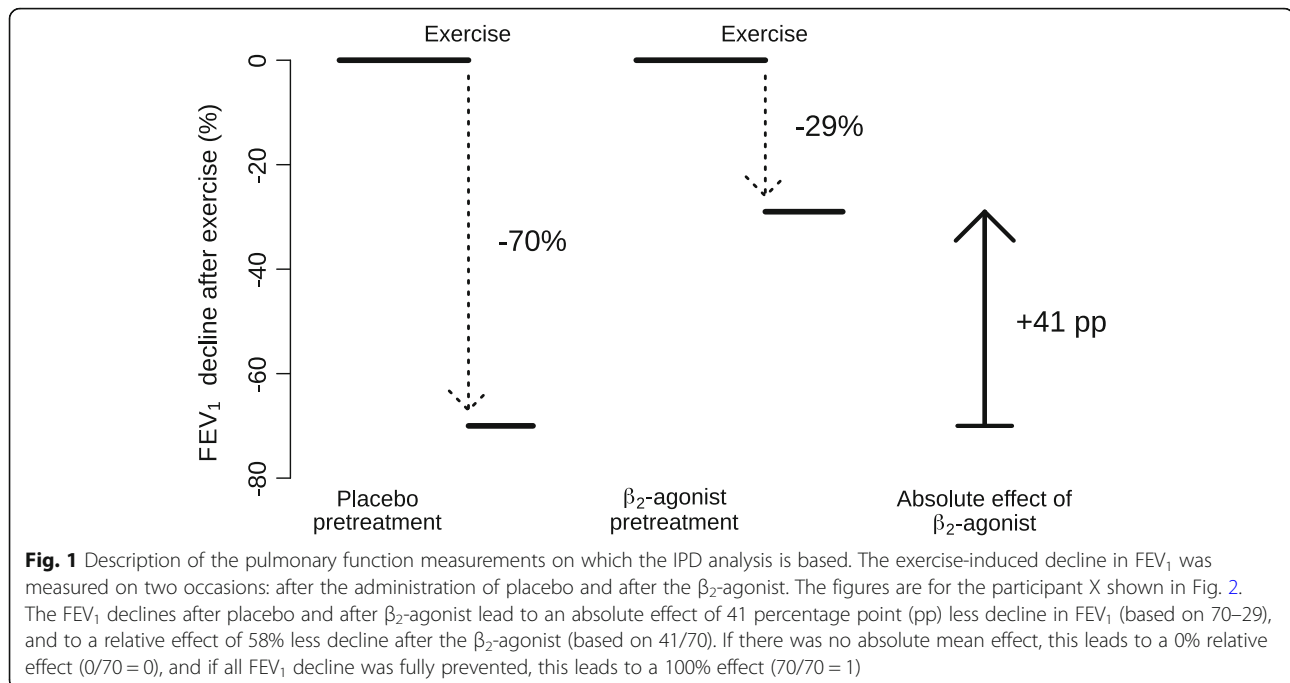 Exercise
Exercise
0
-20
-40
-60
-80
FEV₁ decline after exercise (%)
-70%
-29%
+41 pp
Placebo
pretreatment
β₂-agonist
pretreatment
Absolute effect of
β₂-agonist
Fig. 1 Description of the pulmonary function measurements on which the IPD analysis is based. The exercise-induced decline in FEV₁ was
measured on two occasions: after the administration of placebo and after the β₂-agonist. The figures are for the participant X shown in Fig. 2.
The FEV₁ declines after placebo and after β₂-agonist lead to an absolute effect of 41 percentage point (pp) less decline in FEV₁ (based on 70–29),
and to a relative effect of 58% less decline after the β₂-agonist (based on 41/70). If there was no absolute mean effect, this leads to a 0% relative
effect (0/70 = 0), and if all FEV₁ decline was fully prevented, this leads to a 100% effect (70/70 = 1)